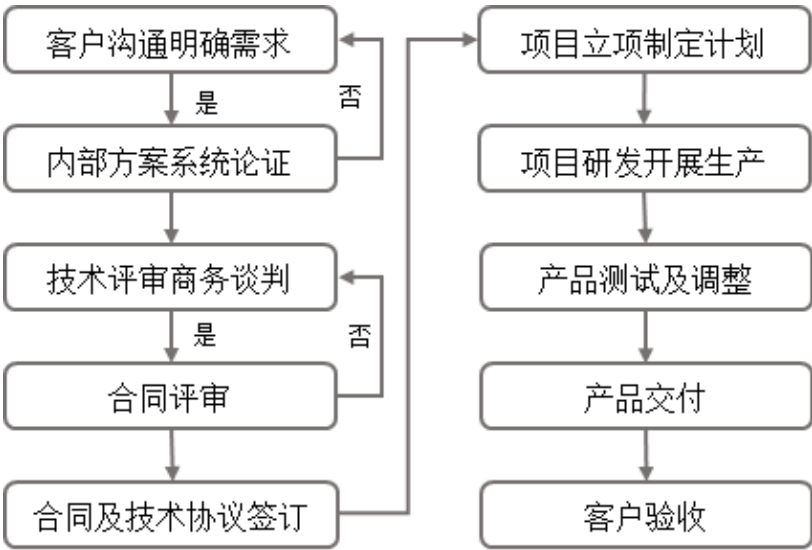 客户沟通明确需求
是
否
内部方案系统论证
技术评审商务谈判
是
否
合同评审
合同及技术协议签订
项目立项制定计划
项目研发开展生产
产品测试及调整
产品交付
客户验收